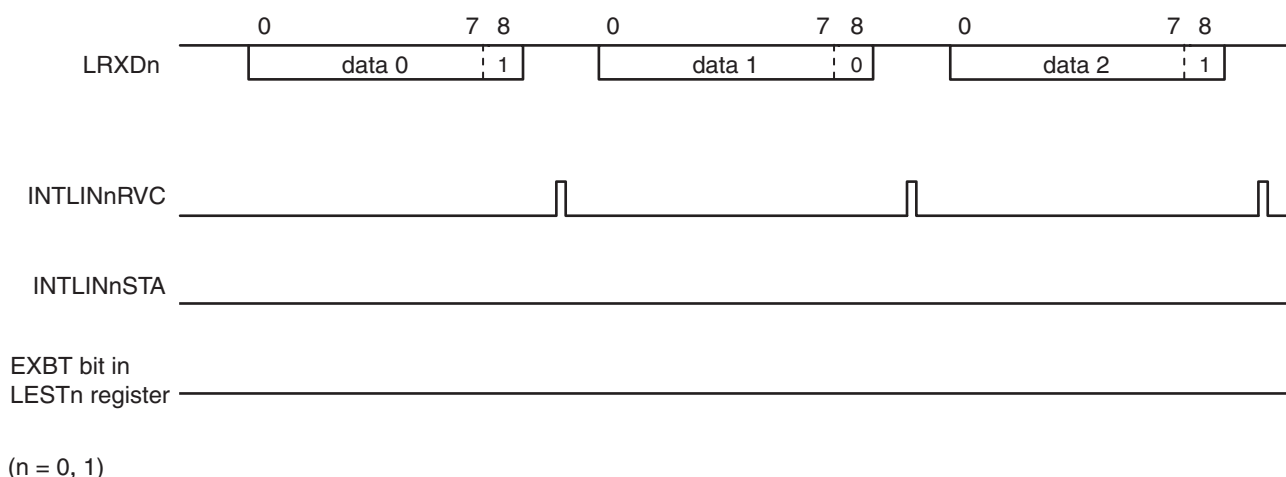 0 7 8 0 7 8 0 7 8
LRXDn data 0 1 data 1 0 data 2 1
INTLINnRVC
INTLINnSTA
EXBT bit in
LESTn register
(n = 0, 1)